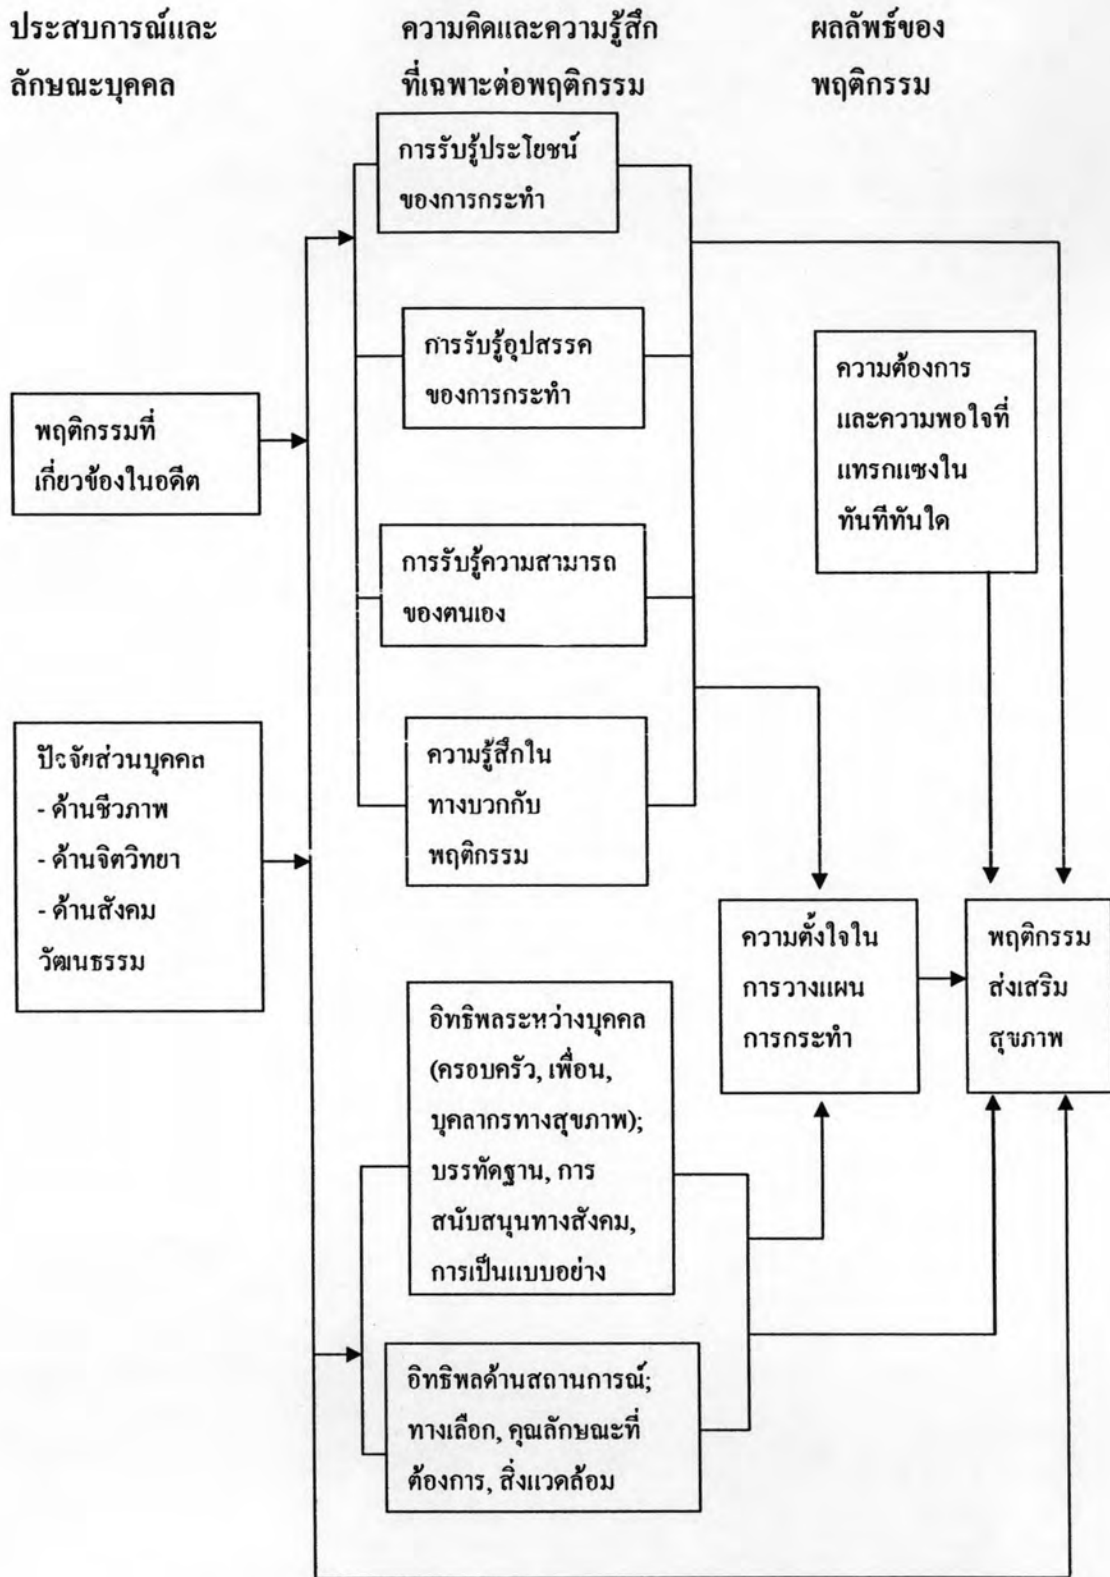 ประสบการณ์และ
ลักษณะบุคคล
ความคิดและความรู้สึก
ที่เฉพาะต่อพฤติกรรม
ผลลัพธ์ของ
พฤติกรรม
การรับรู้ประโยชน์
ของการกระทำ
การรับรู้อุปสรรค
ของการกระทำ
ความต้องการ
และความพอใจที่
แทรกแซงใน
ทันทีทันใด
พฤติกรรมที่
เกี่ยวข้องในอดีต
การรับรู้ความสามารถ
ของตนเอง
ปัจจัยส่วนบุคคล
- ด้านชีวภาพ
- ด้านจิตวิทยา
- ด้านสังคม
วัฒนธรรม
ความรู้สึกใน
ทางบวกกับ
พฤติกรรม
ความตั้งใจใน
การวางแผน
การกระทำ
พฤติกรรม
ส่งเสริม
สุขภาพ
อิทธิพลระหว่างบุคคล
(ครอบครัว, เพื่อน,
บุคลากรทางสุขภาพ);
บรรทัดฐาน, การ
สนับสนุนทางสังคม,
การเป็นแบบอย่าง
อิทธิพลด้านสถานการณ์;
ทางเลือก, คุณลักษณะที่
ต้องการ, สิ่งแวดล้อม